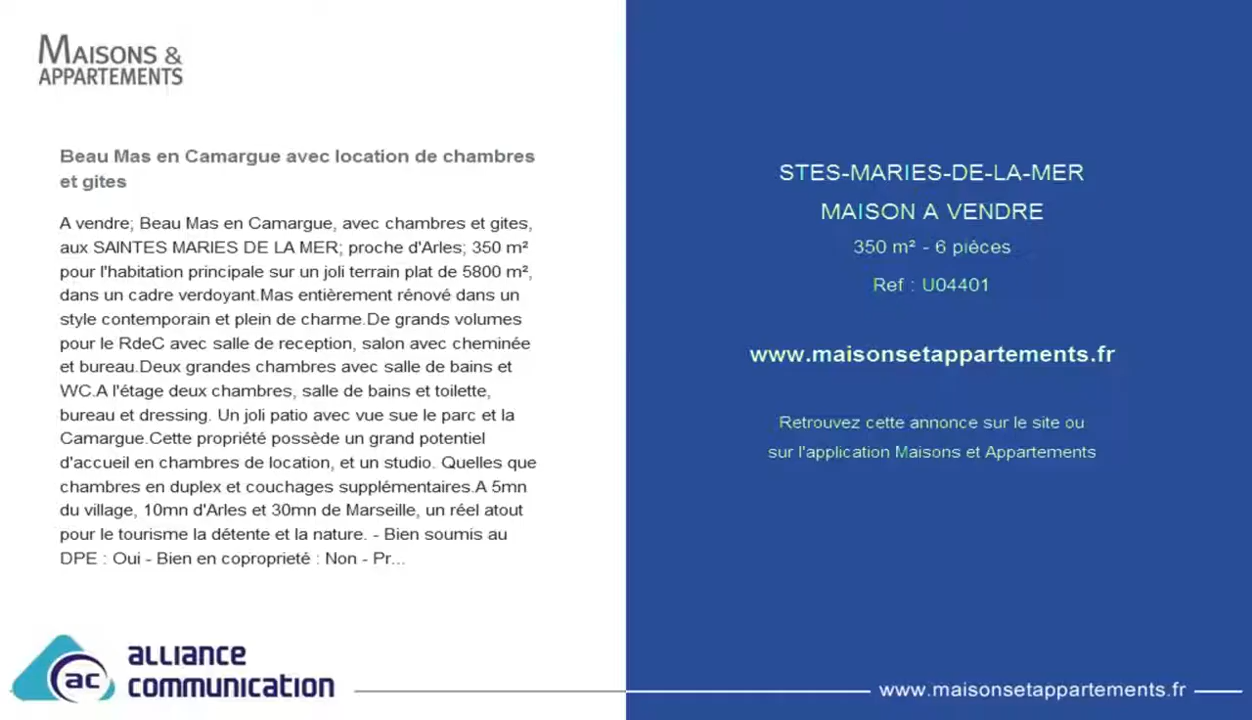 MAISONS &
APPARTEMENTS
Beau Mas en Camargue avec location de chambres
et gites
A vendre; Beau Mas en Camargue, avec chambres et gites,
aux SAINTES MARIES DE LA MER; proche d'Arles; 350 m²
pour l'habitation principale sur un joli terrain plat de 5800 m²,
dans un cadre verdoyant.Mas entièrement rénové dans un
style contemporain et plein de charme.De grands volumes
pour le RdeC avec salle de reception, salon avec cheminée
et bureau.Deux grandes chambres avec salle de bains et
WC.A l'étage deux chambres, salle de bains et toilette,
bureau et dressing. Un joli patio avec vue sue le parc et la
Camargue.Cette propriété possède un grand potentiel
d'accueil en chambres de location, et un studio. Quelles que
chambres en duplex et couchages supplémentaires.A 5mn
du village, 10mn d'Arles et 30mn de Marseille, un réel atout
pour le tourisme la détente et la nature. - Bien soumis au
DPE : Oui - Bien en coproprieté : Non - Pr...
ac
alliance
communication
STES-MARIES-DE-LA-MER
MAISON A VENDRE
350 m² - 6 pièces
Ref : U04401
www.maisonsetappartements.fr
Retrouvez cette annonce sur le site ou
sur l'application Maisons et Appartements
www.maisonsetappartements.fr